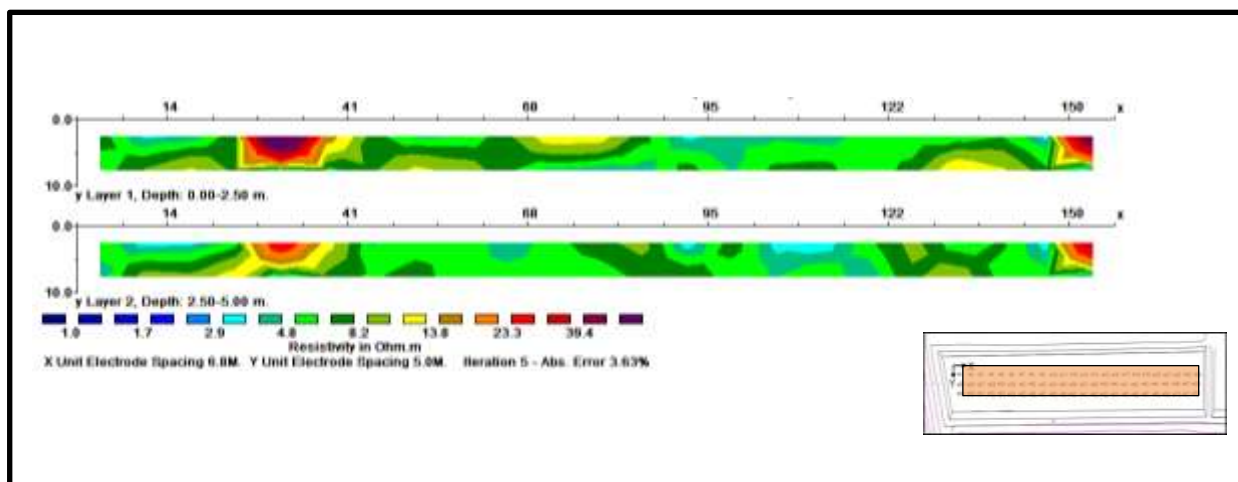 14 41 68 95 122 150 x
0.0
10.0
y Layer 1, Depth: 0.00-2.50 m.
14 41 68 95 122 150 x
0.0
10.0
y Layer 2, Depth: 2.50-5.00 m.
1.0 1.7 2.9 4.8 8.2 13.8 23.3 39.4
Resistivity in Ohm.m
X Unit Electrode Spacing 6.8M. Y Unit Electrode Spacing 5.0M. Iteration 5 - Abs. Error 3.63%